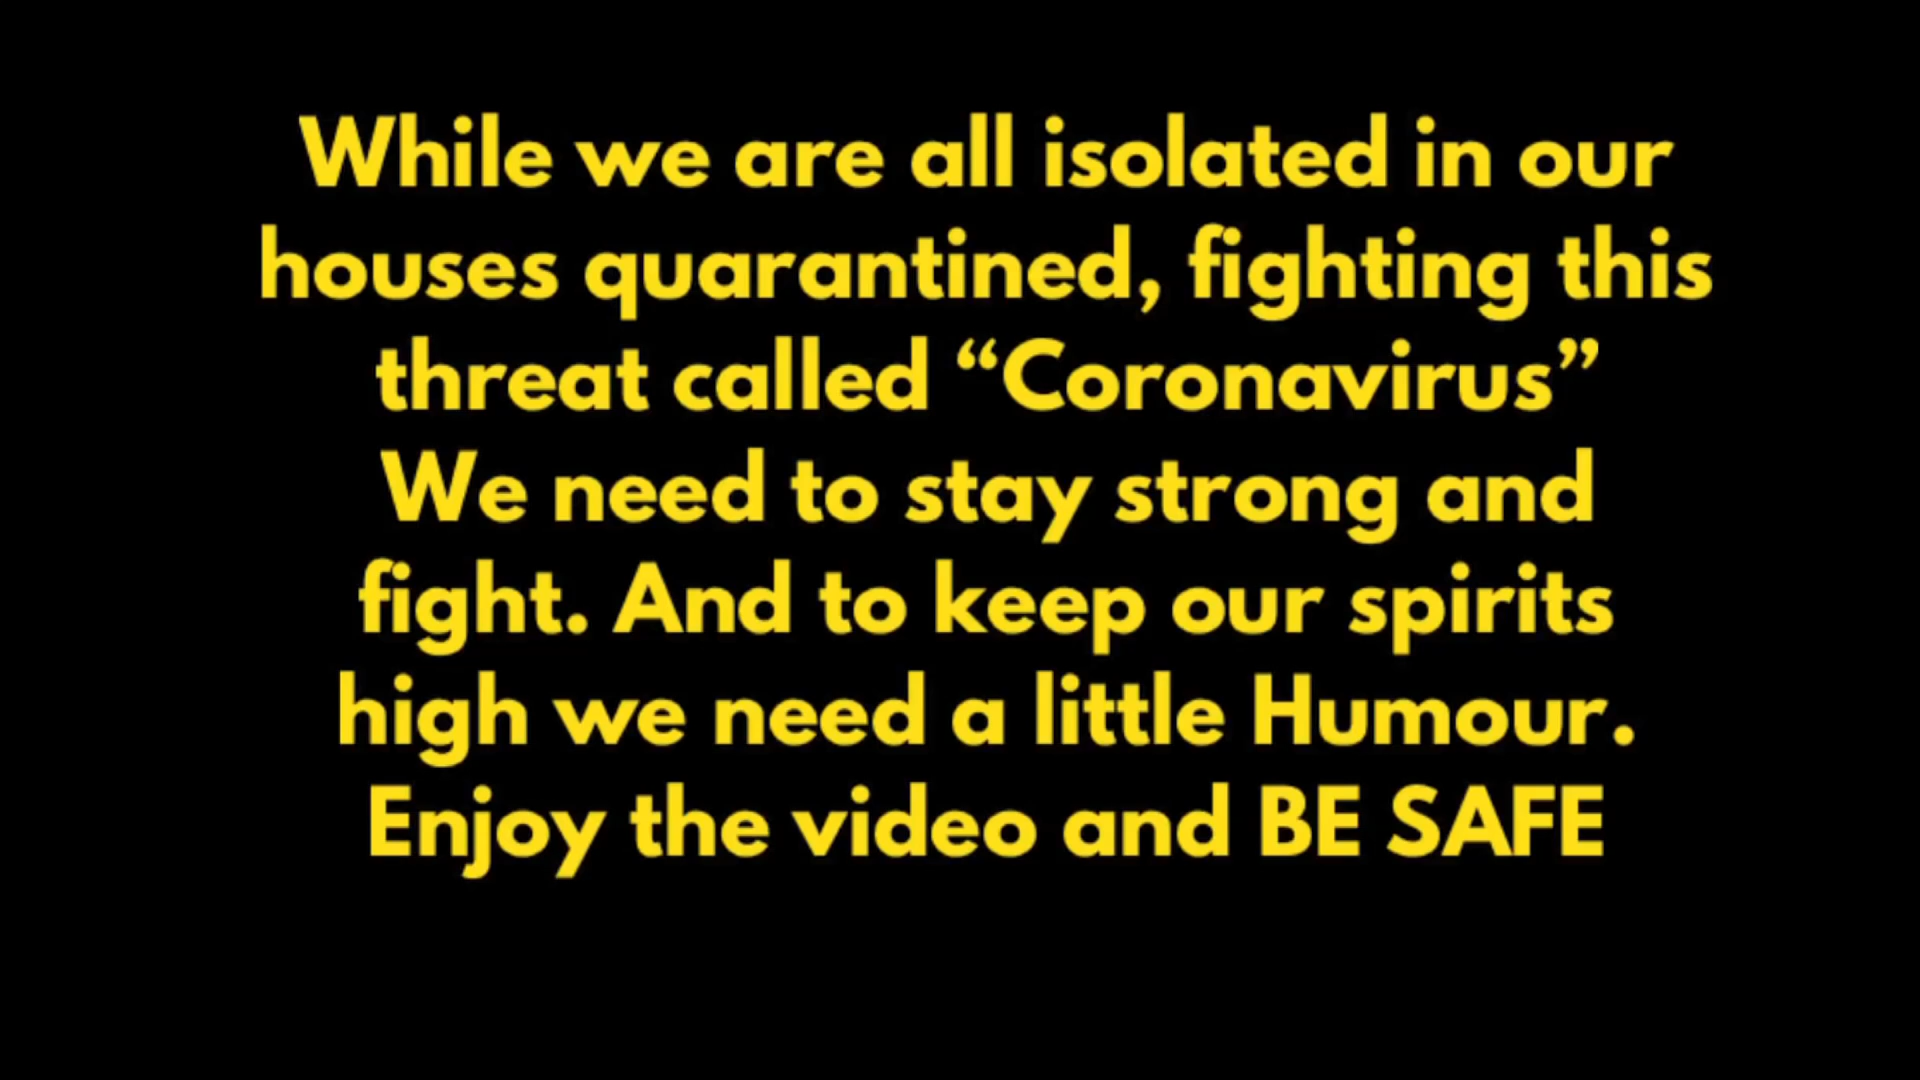 While we are all isolated in our
houses quarantined, fighting this
threat called “Coronavirus”
We need to stay strong and
fight. And to keep our spirits
high we need a little Humour.
Enjoy the video and BE SAFE